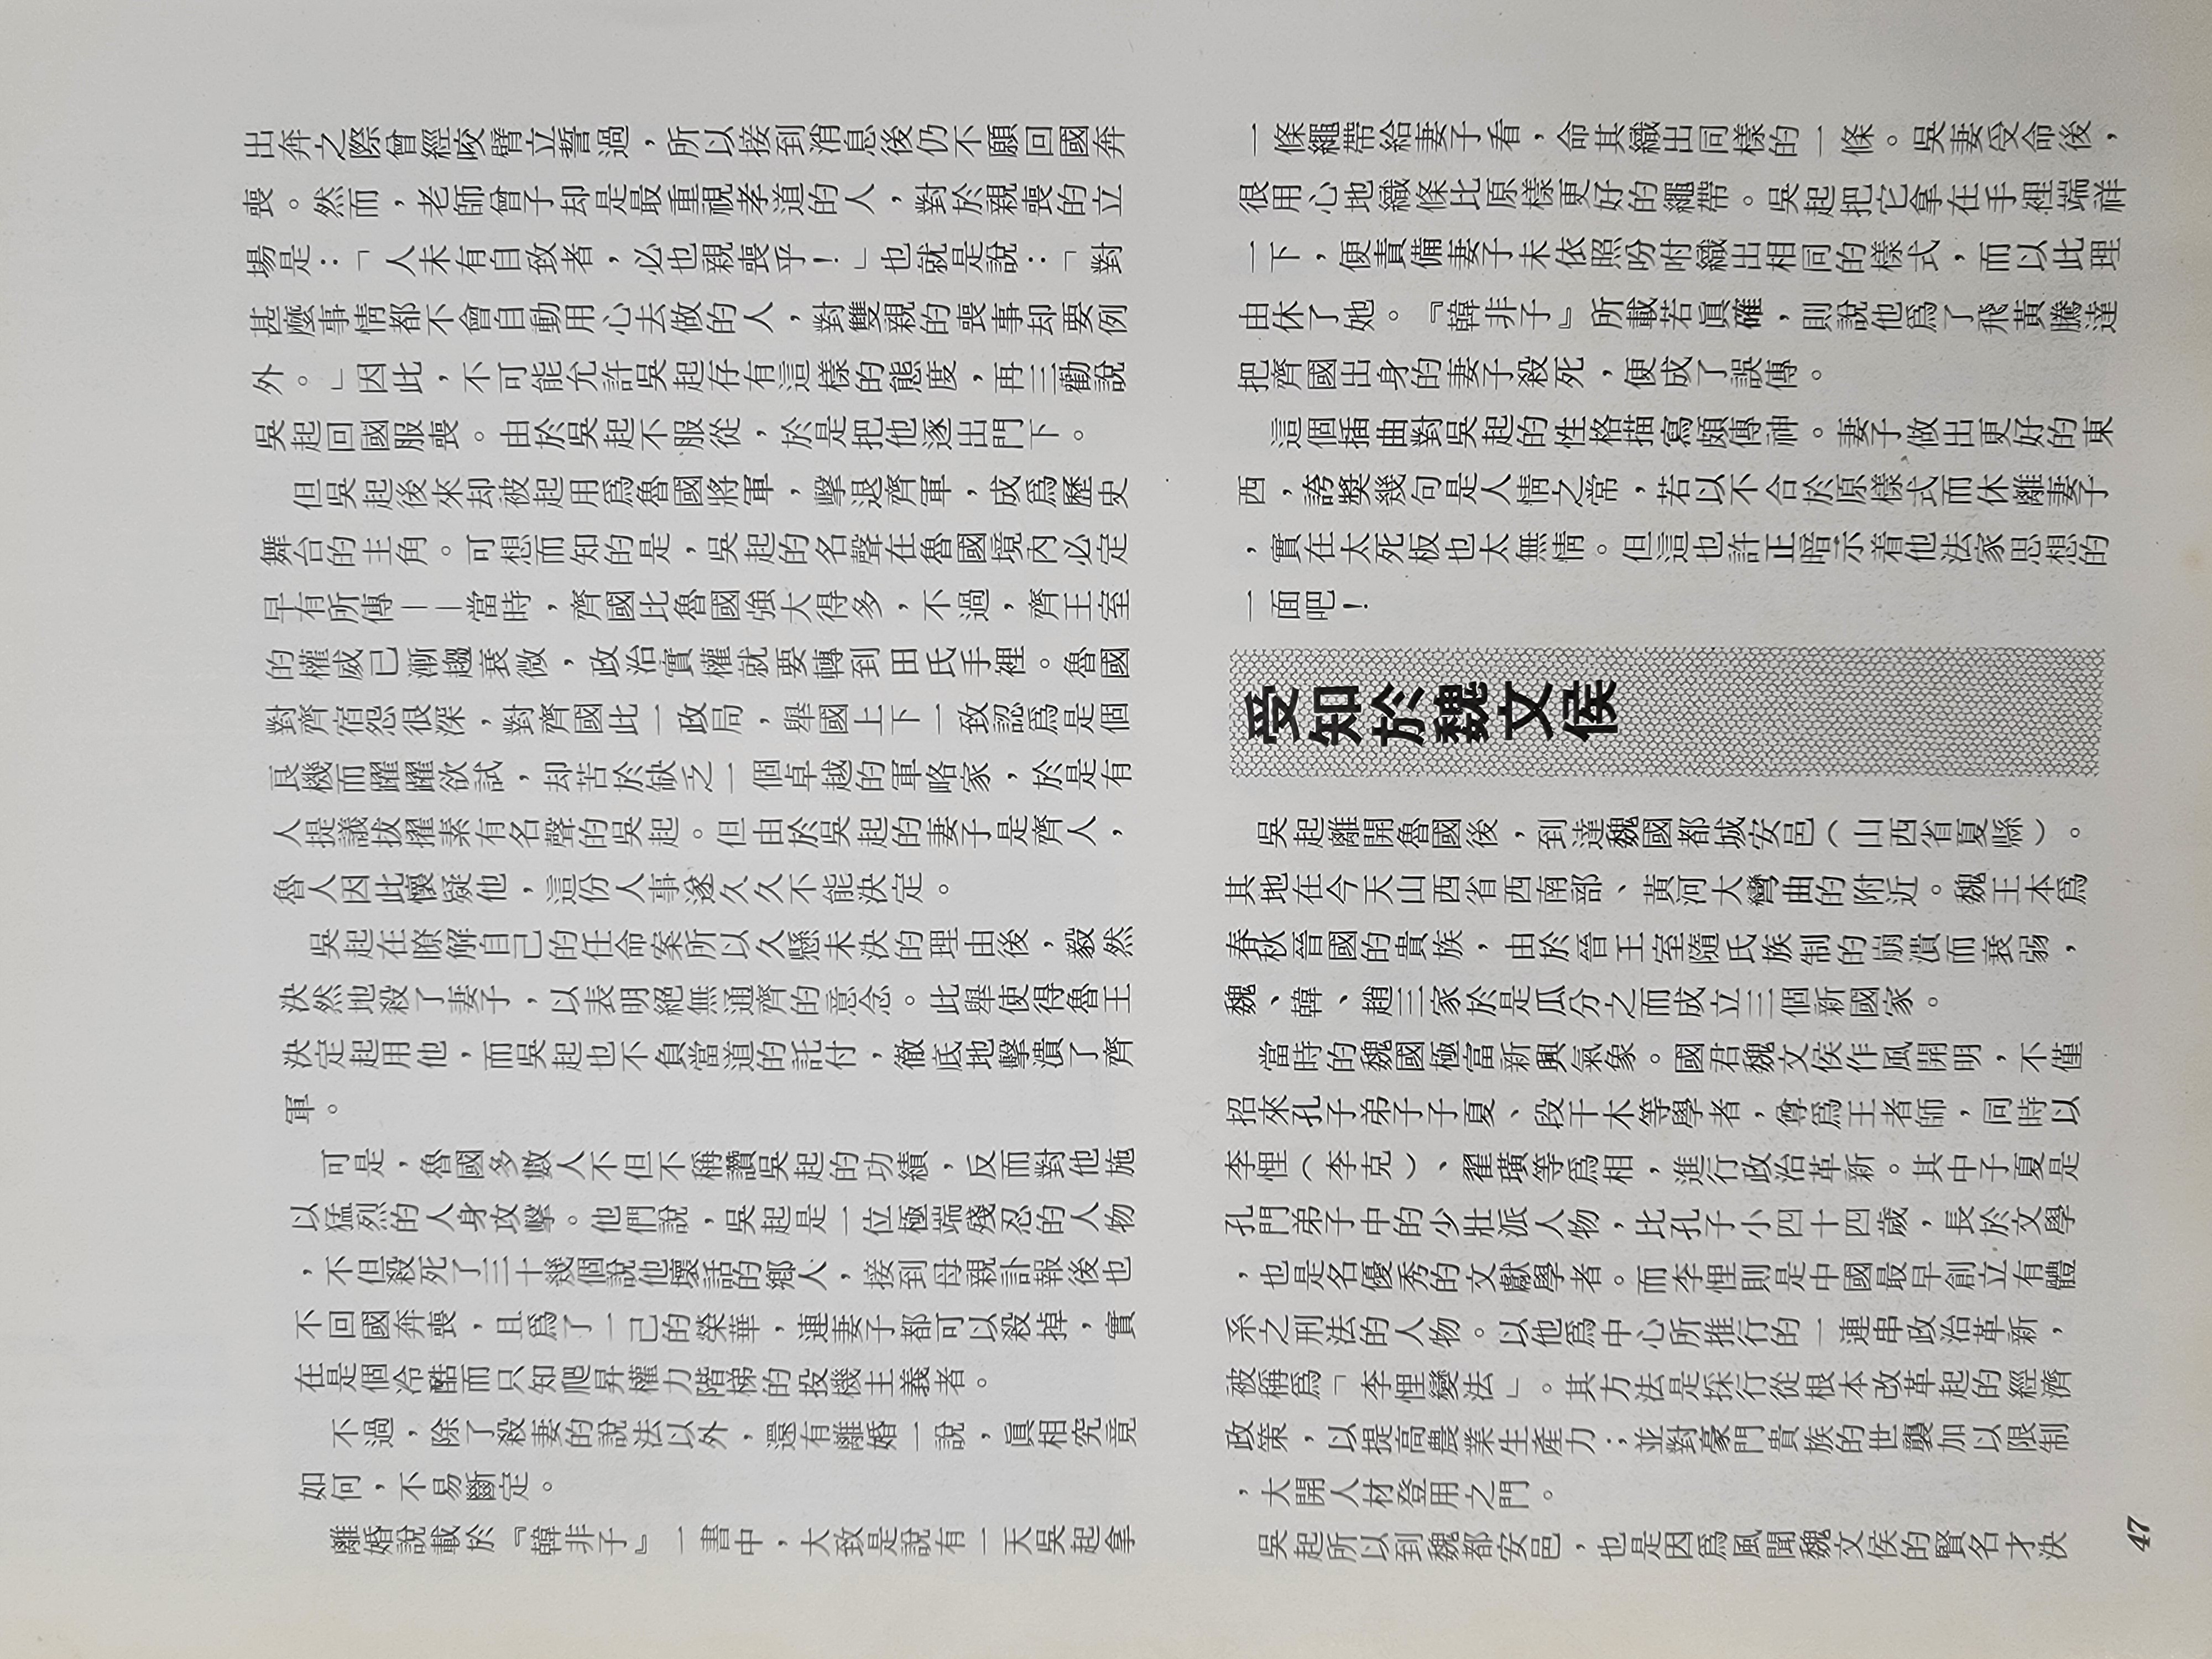 出奔之際曾經咬臂立誓過，所以接到消息後仍不願回國奔
喪。然而，老師曾子却是最重視孝道的人，對於親喪的立
場是：「人未有自致者，必也親喪乎！」也就是說：「對
甚麼事情都不會自動用心去做的人，對雙親的喪事却要例
外。」因此，不可能允許吳起存有這樣的態度，再三勸說
吳起回國服喪。由於吳起不服從，於是把他逐出門下。
但吳起後來却被起用爲魯國將軍，擊退齊軍，成爲歷史
舞台的主角。可想而知的是，吳起的名聲在魯國境內必定
早有所傳——當時，齊國比魯國強大得多，不過，齊王室
的權威已漸趨衰微，政治實權就要轉到田氏手裡。魯國
對齊宿怨很深，對齊國此一政局，舉國上下一致認爲是個
良機而躍躍欲試，却苦於缺乏一個卓越的軍略家，於是有
人提議拔擢素有名聲的吳起。但由於吳起的妻子是齊人，
魯人因此懷疑他，這份人事遂久久不能決定。
吳起在瞭解自己的任命案所以久懸未決的理由後，毅然
決然地殺了妻子，以表明絕無通齊的意念。此舉使得魯王
決定起用他，而吳起也不負當道的託付，徹底地擊潰了齊
軍。
可是，魯國多數人不但不稱讚吳起的功績，反而對他施
以猛烈的人身攻擊。他們說，吳起是一位極端殘忍的人物
，不但殺死了三十幾個說他壞話的鄉人，接到母親訃報後也
不回國奔喪，且爲了一己的榮華，連妻子都可以殺掉，實
在是個冷酷而只知爬昇權力階梯的投機主義者。
不過，除了殺妻的說法以外，還有離婚一說，眞相究竟
如何，不易斷定。
離婚說載於『韓非子』一書中，大致是說有一天吳起拿
一條繩帶給妻子看，命其織出同樣的一條。吳妻受命後，
很用心地織條比原樣更好的繩帶。吳起把它拿在手裡端祥
一下，便責備妻子未依照吩咐織出相同的樣式，而以此理
由休了她。『韓非子』所載若眞確，則說他爲了飛黃騰達
把齊國出身的妻子殺死，便成了誤傳。
這個插曲對吳起的性格描寫頗傳神。妻子做出更好的東
西，誇獎幾句是人情之常，若以不合於原樣式而休離妻子
，實在太死板也太無情。但這也許正暗示着他法家思想的
一面吧！
受知於魏文侯
吳起離開魯國後，到達魏國都城安邑（山西省夏縣）。
其地在今天山西省西南部、黃河大彎曲的附近。魏王本爲
春秋晉國的貴族，由於晉王室隨氏族制的崩潰而衰弱，
魏、韓、趙三家於是瓜分之而成立三個新國家。
當時的魏國極富新興氣象。國君魏文侯作風開明，不僅
招來孔子弟子子夏、段干木等學者，尊爲王者師，同時以
李悝（李克）、翟璜等爲相，進行政治革新。其中子夏是
孔門弟子中的少壯派人物，比孔子小四十四歲，長於文學
，也是名優秀的文獻學者。而李悝則是中國最早創立有體
系之刑法的人物。以他爲中心所推行的一連串政治革新，
被稱爲「李悝變法」。其方法是採行從根本改革起的經濟
政策，以提高農業生產力；並對豪門貴族的世襲加以限制
，大開人材登用之門。
吳起所以到魏都安邑，也是因爲風聞魏文侯的賢名才決
47